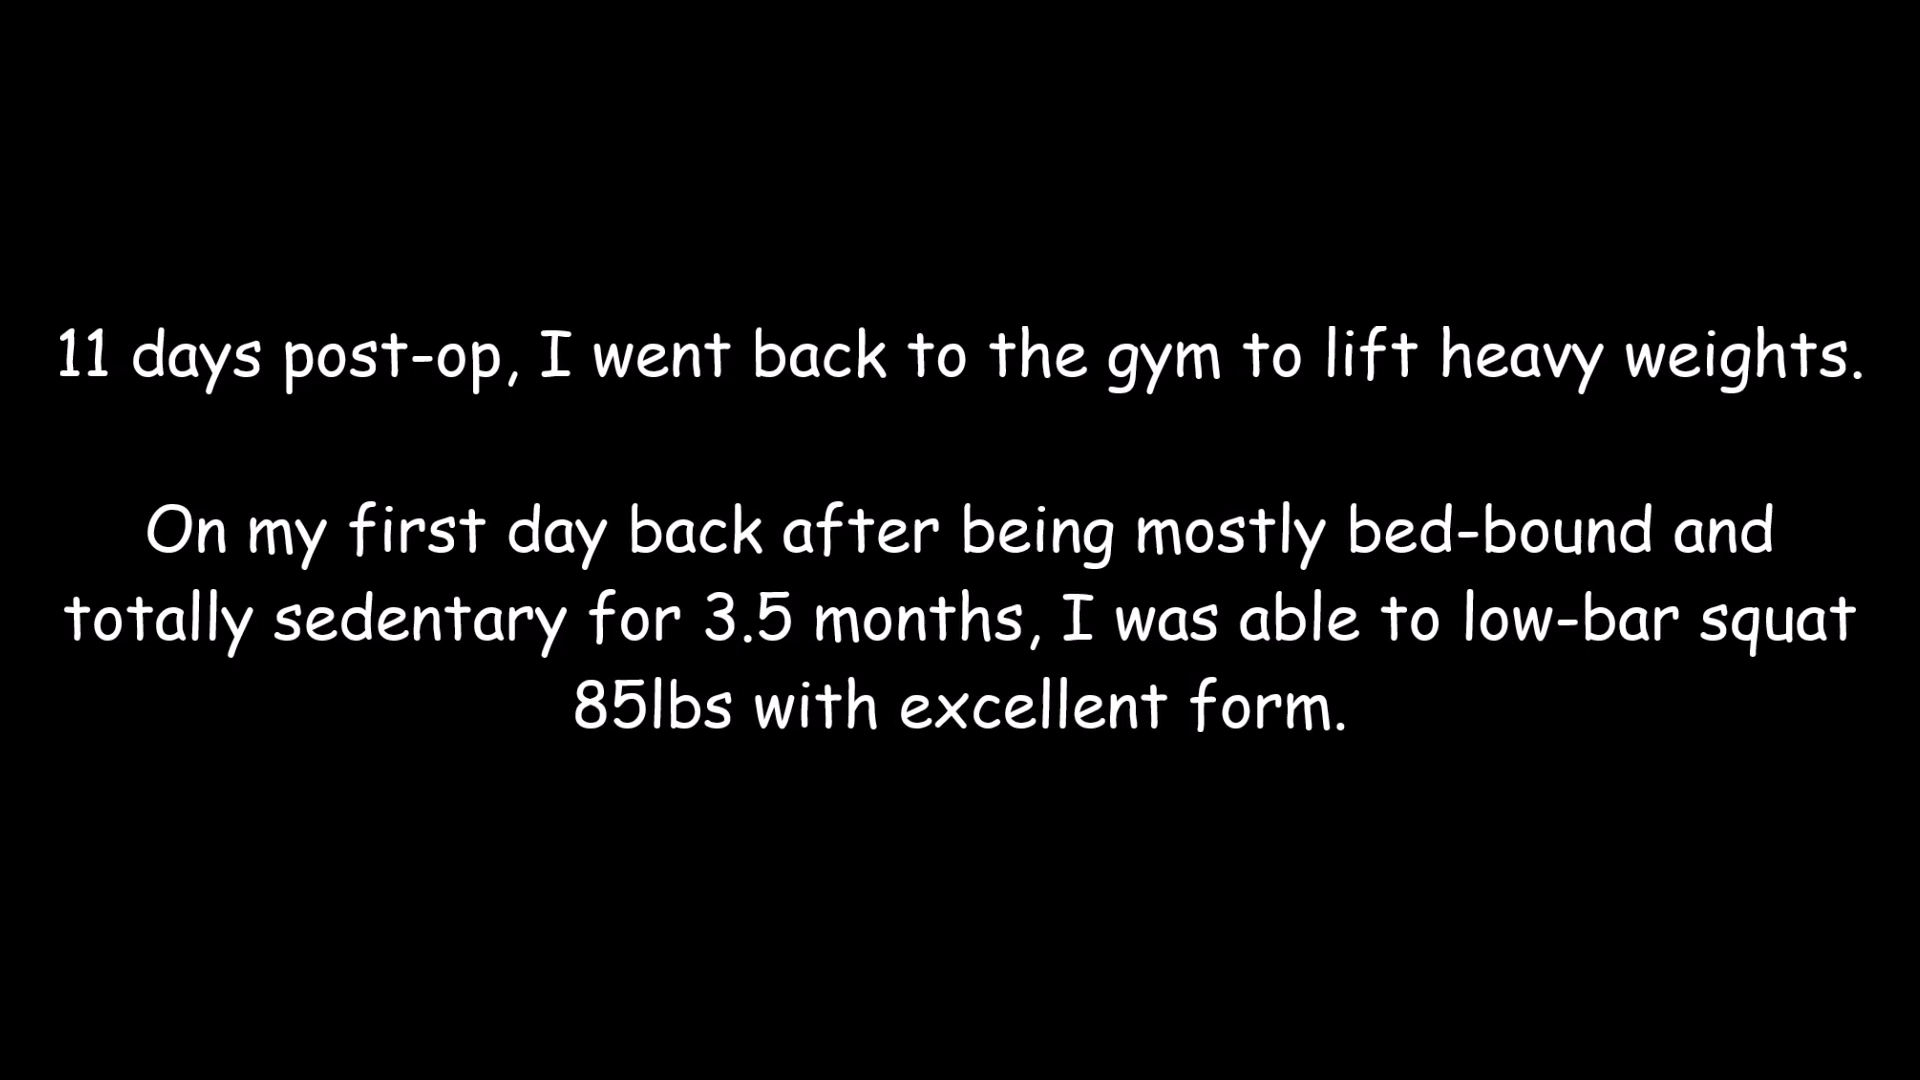 11 days post-op, I went back to the gym to lift heavy weights.
On my first day back after being mostly bed-bound and
totally sedentary for 3.5 months, I was able to low-bar squat
85lbs with excellent form.